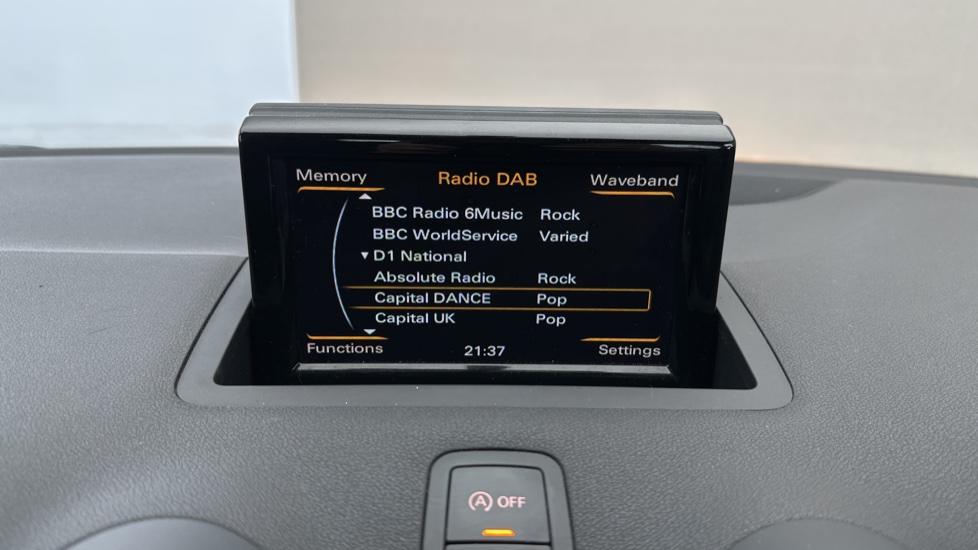 Memory Radio DAB Waveband
BBC Radio 6Music Rock
BBC WorldService Varied
▼ D1 National
Absolute Radio Rock
Capital DANCE Pop
Capital UK Pop
Functions 21:37 Settings
A OFF